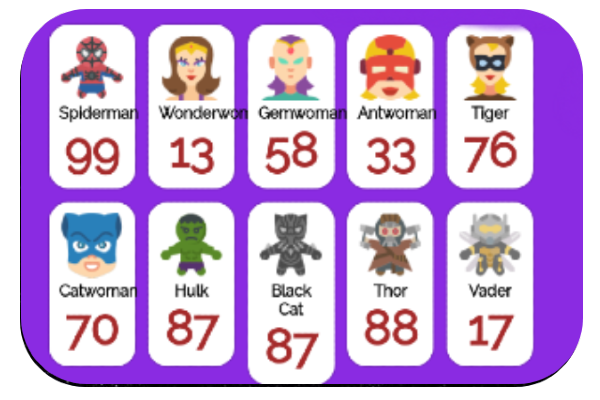 Spiderman
99
Wonderwon
13
Gemwoman
58
Antwoman
33
Tiger
76
Catwoman
70
Hulk
87
Black
Cat
87
Thor
88
Vader
17